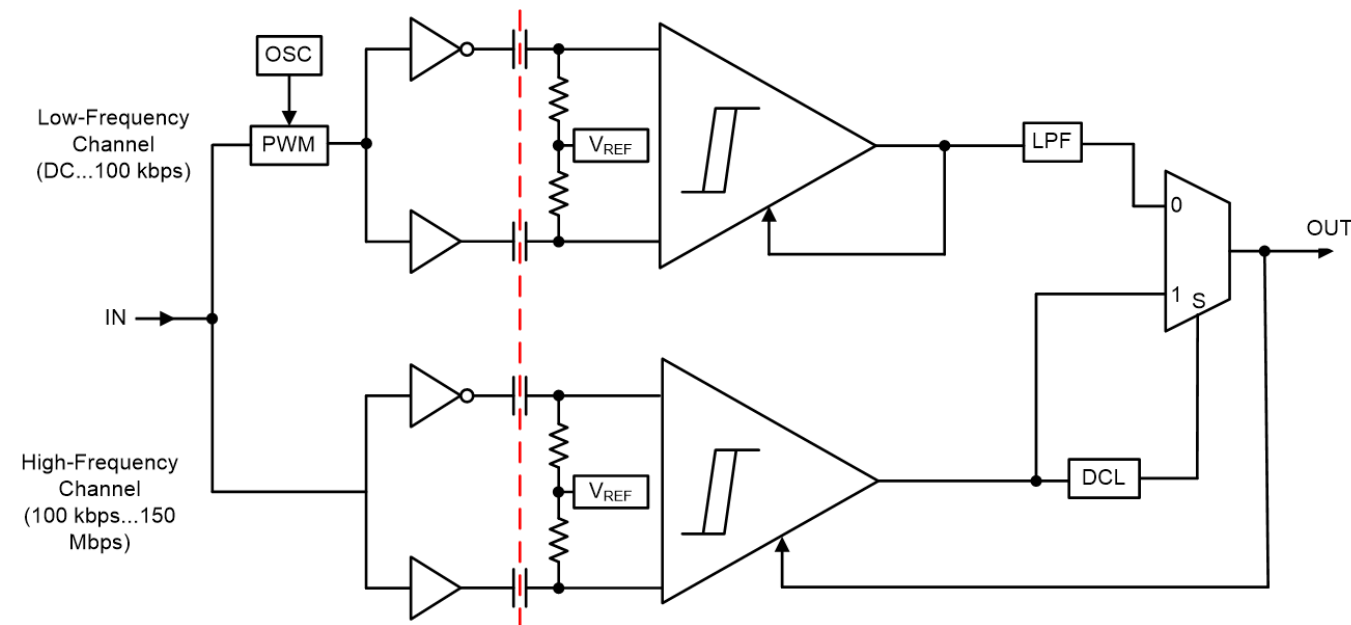 OSC
Low-Frequency
Channel
(DC...100 kbps)
PWM
VREF
LPF
0
OUT
1
S
IN
High-Frequency
Channel
(100 kbps...150
Mbps)
VREF
DCL